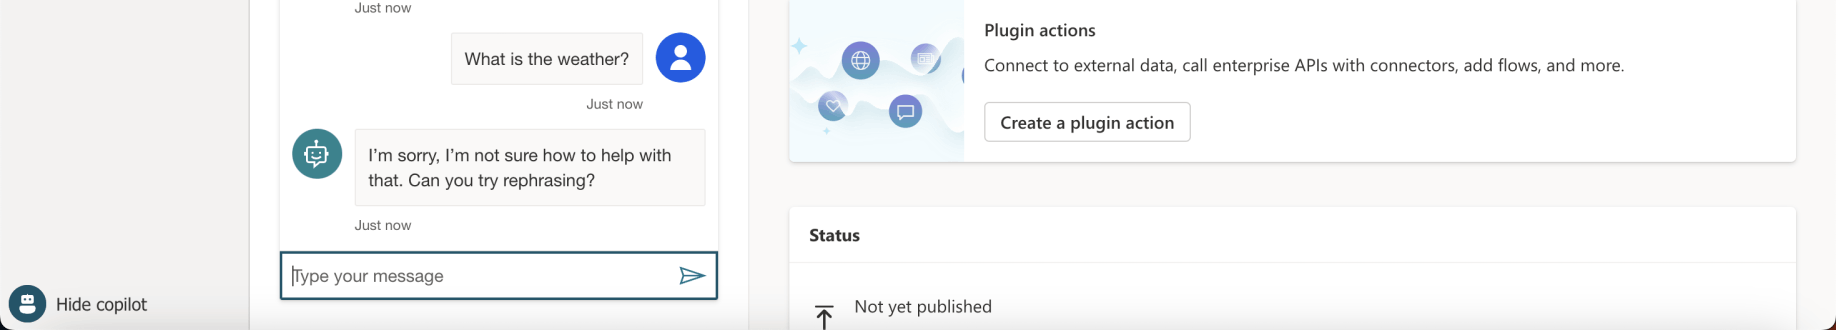 Just now
What is the weather?
Just now
I'm sorry, I'm not sure how to help with
that. Can you try rephrasing?
Just now
Type your message
Hide copilot
Plugin actions
Connect to external data, call enterprise APIs with connectors, add flows, and more.
Create a plugin action
Status
Not yet published